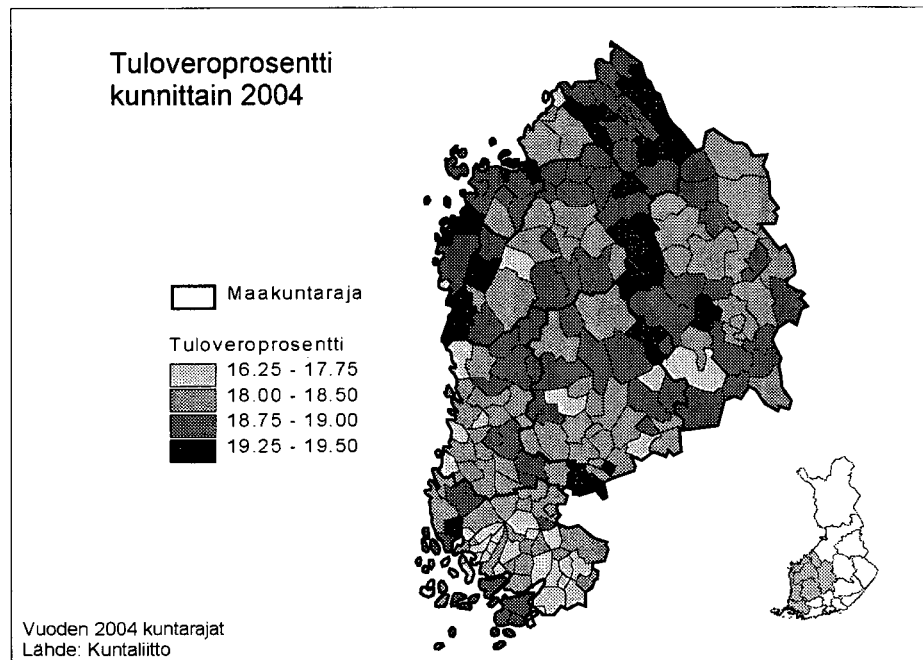 Tuloveroprosentti
kunnittain 2004
Maakuntaraja
Tuloveroprosentti
16.25 - 17.75
18.00 - 18.50
18.75 - 19.00
19.25 - 19.50
Vuoden 2004 kuntarajat
Lähde: Kuntaliitto